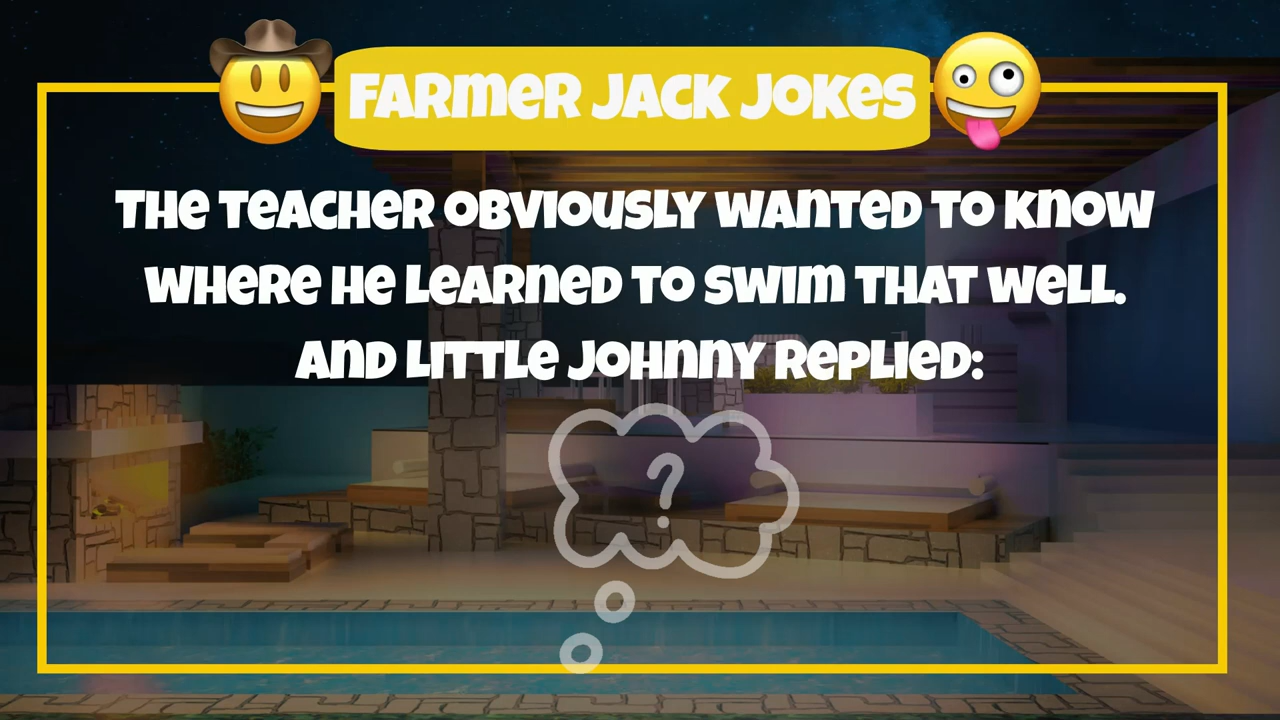 FARMER JACK JOKES
THE TEACHER OBVIOUSLY WANTED TO KNOW
WHERE HE LEARNED TO SWIM THAT WELL.
AND LITTLE JOHNNY REPLIED:
?